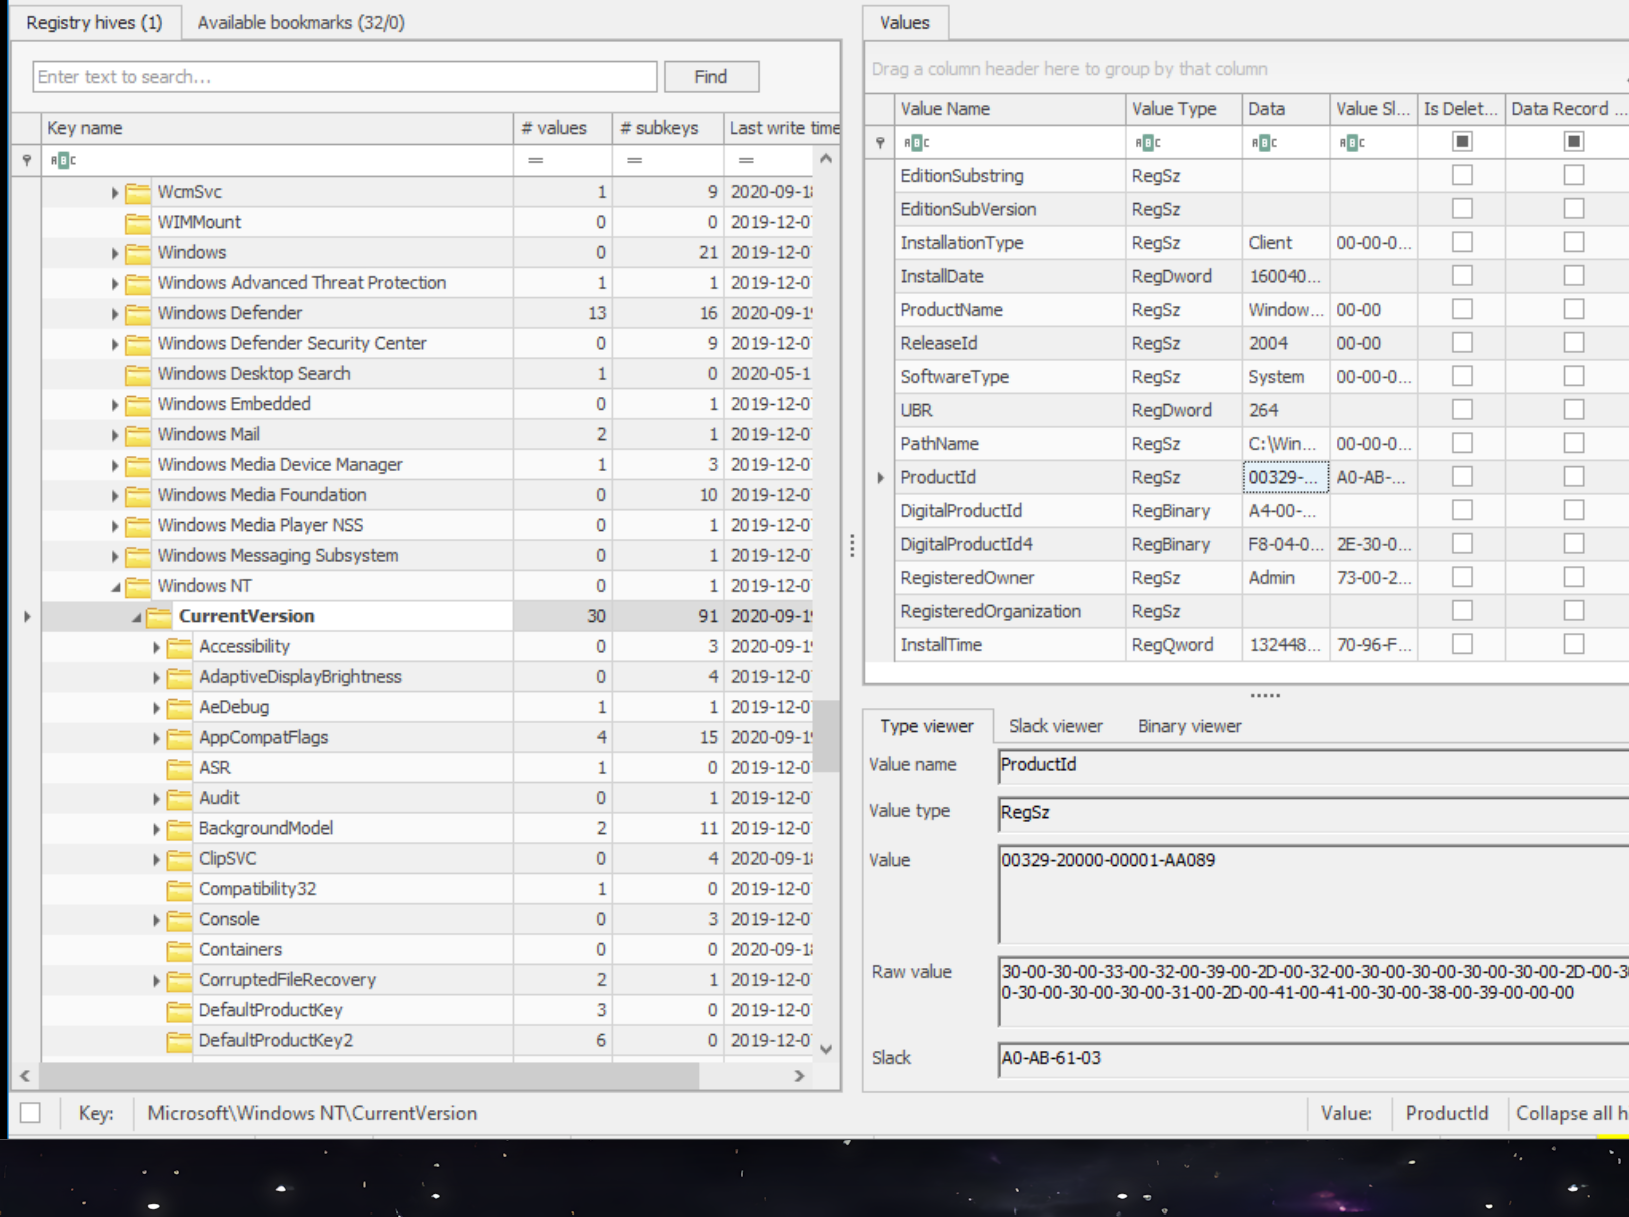 Registry hives (1) Available bookmarks (32/0)
Enter text to search... Find
Key name # values # subkeys Last write time
ABC = = =
WcmSvc 1 9 2020-09-18
WIMMount 0 0 2019-12-0
Windows 0 21 2019-12-0
Windows Advanced Threat Protection 1 1 2019-12-0
Windows Defender 13 16 2020-09-19
Windows Defender Security Center 0 9 2019-12-0
Windows Desktop Search 1 0 2020-05-1
Windows Embedded 0 1 2019-12-0
Windows Mail 2 1 2019-12-0
Windows Media Device Manager 1 3 2019-12-0
Windows Media Foundation 0 10 2019-12-0
Windows Media Player NSS 0 1 2019-12-0
Windows Messaging Subsystem 0 1 2019-12-0
Windows NT 0 1 2019-12-0
CurrentVersion 30 91 2020-09-19
Accessibility 0 3 2020-09-19
AdaptiveDisplayBrightness 0 4 2019-12-0
AeDebug 1 1 2019-12-0
AppCompatFlags 4 15 2020-09-19
ASR 1 0 2019-12-0
Audit 0 1 2019-12-0
BackgroundModel 2 11 2019-12-0
ClipSVC 0 4 2020-09-18
Compatibility32 1 0 2019-12-0
Console 0 3 2019-12-0
Containers 0 0 2020-09-18
CorruptedFileRecovery 2 1 2019-12-0
DefaultProductKey 3 0 2019-12-0
DefaultProductKey2 6 0 2019-12-0
Key: Microsoft\Windows NT\CurrentVersion
Values
Drag a column header here to group by that column
Value Name Value Type Data Value Sl... Is Delet... Data Record ...
ABC ABC ABC ABC
EditionSubstring RegSz
EditionSubVersion RegSz
InstallationType RegSz Client 00-00-0...
InstallDate RegDword 160040...
ProductName RegSz Window... 00-00
ReleaseId RegSz 2004 00-00
SoftwareType RegSz System 00-00-0...
UBR RegDword 264
PathName RegSz C:\Win... 00-00-0...
ProductId RegSz 00329-... A0-AB-...
DigitalProductId RegBinary A4-00-...
DigitalProductId4 RegBinary F8-04-0... 2E-30-0...
RegisteredOwner RegSz Admin 73-00-2...
RegisteredOrganization RegSz
InstallTime RegQword 132448... 70-96-F...
Type viewer Slack viewer Binary viewer
Value name ProductId
Value type RegSz
Value 00329-20000-00001-AA089
Raw value 30-00-30-00-33-00-32-00-39-00-2D-00-32-00-30-00-30-00-30-00-30-00-2D-00-3
0-30-00-30-00-30-00-31-00-2D-00-41-00-41-00-30-00-38-00-39-00-00-00
Slack A0-AB-61-03
Value: ProductId Collapse all h